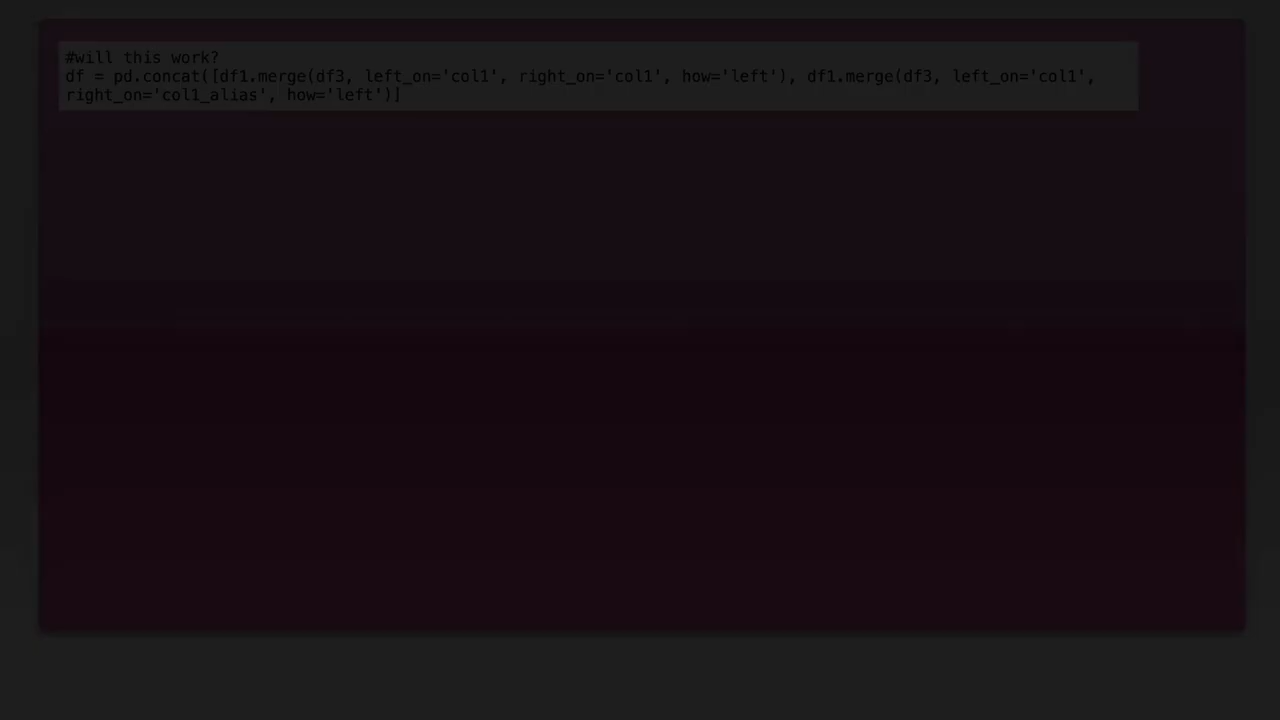 #will this work?
df = pd.concat([df1.merge(df3, left_on='col1', right_on='col1', how='left'), df1.merge(df3, left_on='col1',
right_on='col1_alias', how='left')]